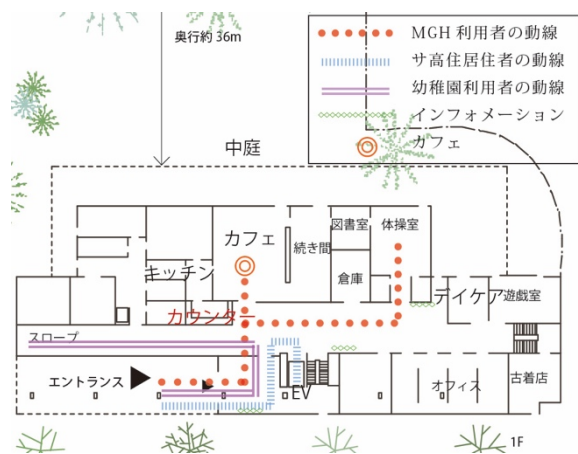 奥行約 36m
MGH 利用者の動線
サ高住居住者の動線
幼稚園利用者の動線
インフォメーション
カフェ
中庭
図書室
体操室
カフェ
続き間
キッチン
倉庫
デイケア
遊戯室
カウンター
スロープ
エントランス
EV
オフィス
古着店
1F